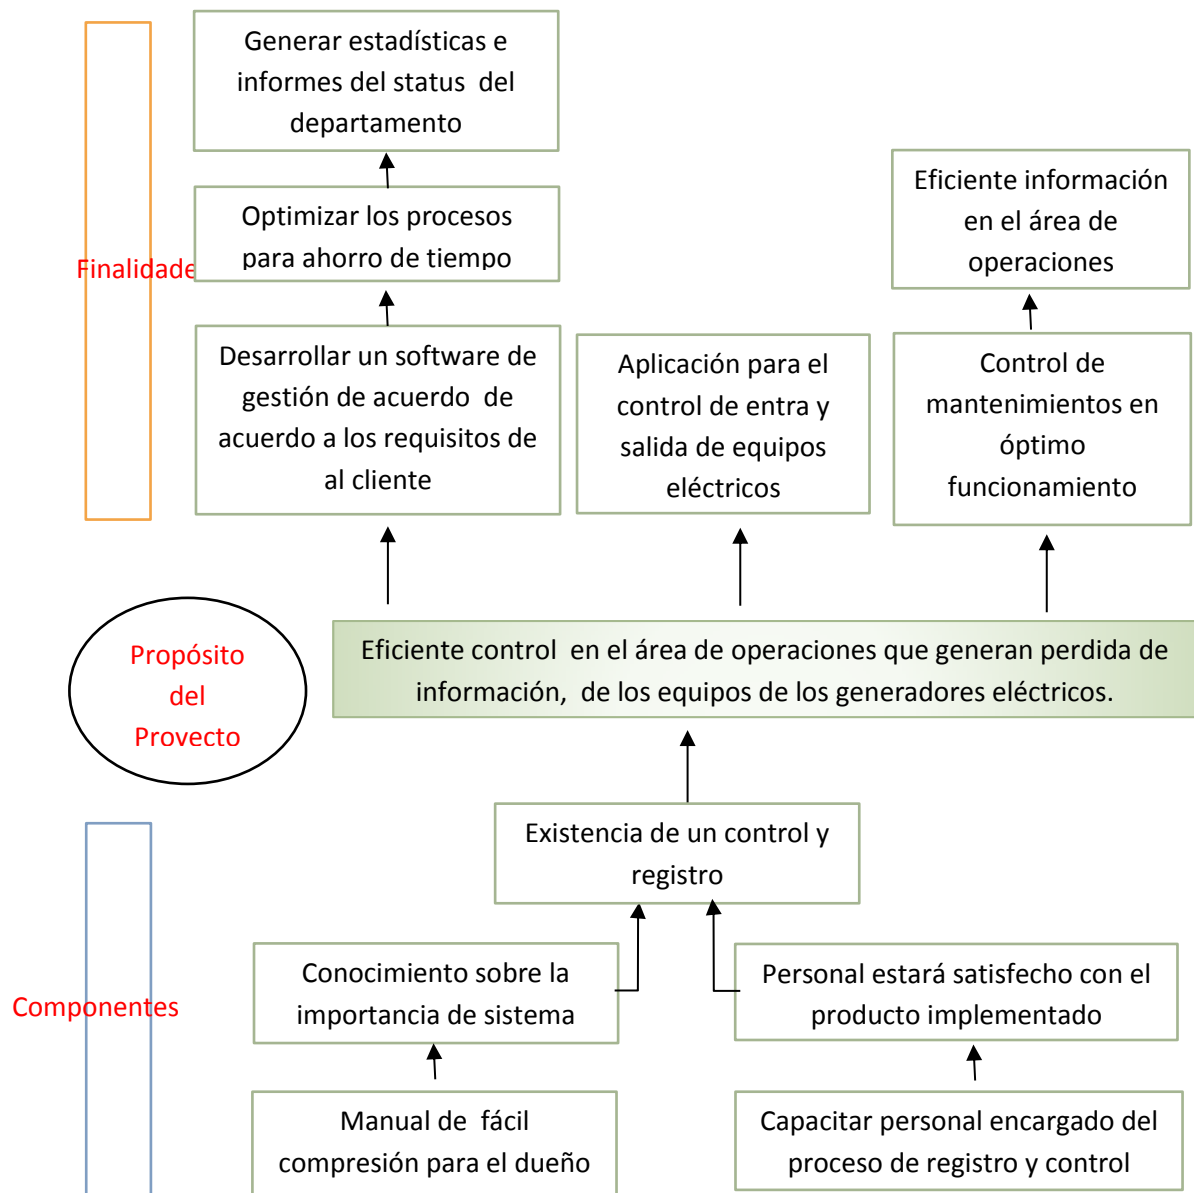 Generar estadísticas e
informes del status del
departamento
Eficiente información
en el área de
operaciones
Optimizar los procesos
para ahorro de tiempo
Finalidade
Desarrollar un software de
gestión de acuerdo de
acuerdo a los requisitos de
al cliente
Aplicación para el
control de entra y
salida de equipos
eléctricos
Control de
mantenimientos en
óptimo
funcionamiento
Propósito
del
Proyecto
Eficiente control en el área de operaciones que generan perdida de
información, de los equipos de los generadores eléctricos.
Existencia de un control y
registro
Componentes
Conocimiento sobre la
importancia de sistema
Personal estará satisfecho con el
producto implementado
Manual de fácil
compresión para el dueño
Capacitar personal encargado del
proceso de registro y control